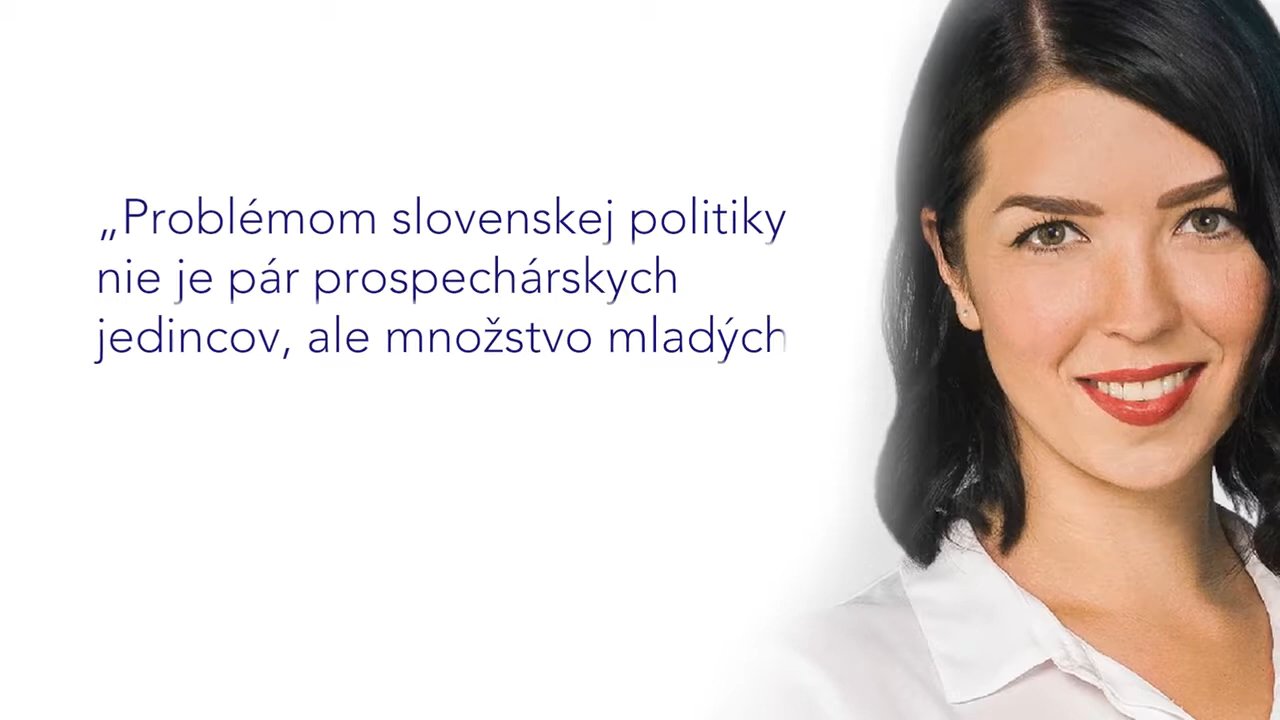 „Problémom slovenskej politiky
nie je pár prospechárskych
jedincov, ale množstvo mladých